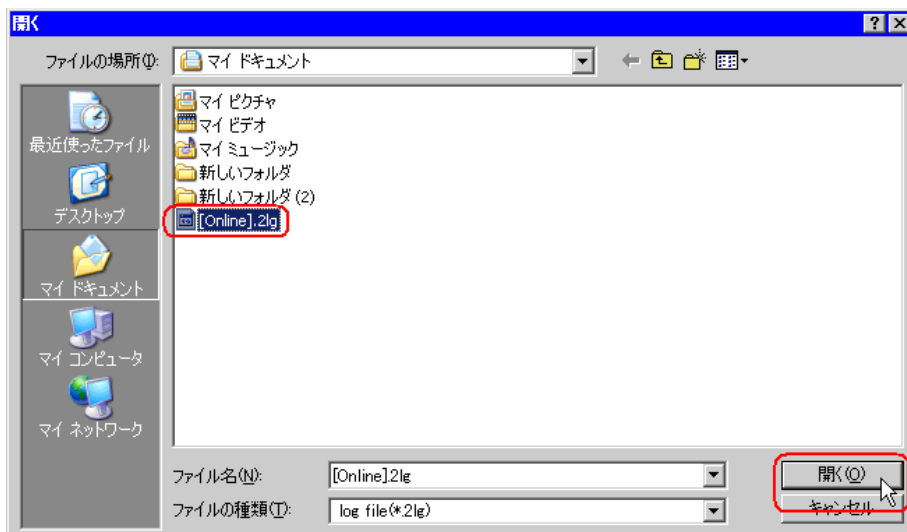 開く
ファイルの場所(I):
マイ ドキュメント
最近使ったファイル
デスクトップ
マイ ドキュメント
マイ コンピュータ
マイ ネットワーク
マイ ピクチャ
マイ ビデオ
マイ ミュージック
新しいフォルダ
新しいフォルダ (2)
[Online].2lg
ファイル名(N):
[Online].2lg
開く(O)
ファイルの種類(T):
log file(*.2lg)
キャンセル